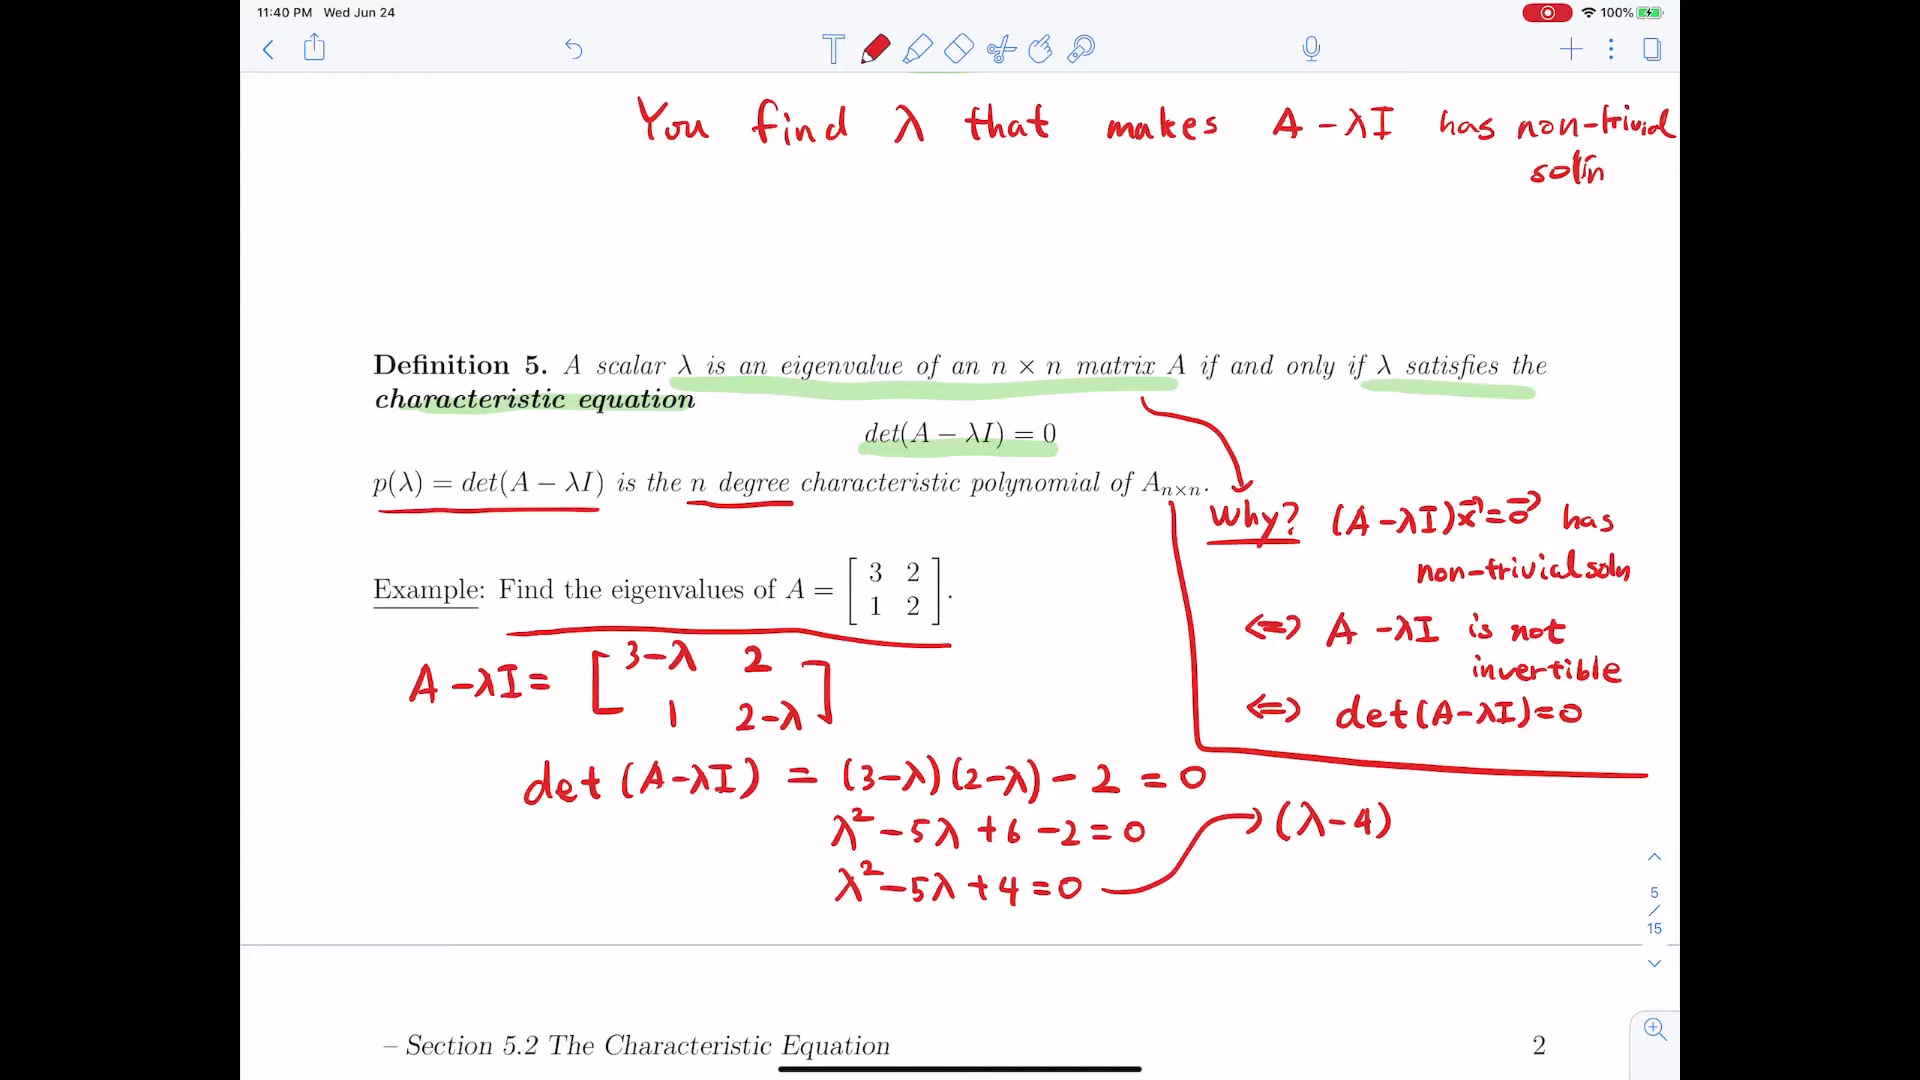 11:40 PM Wed Jun 24
100%
You find λ that makes A - λI has non-trivial
sol'n
Definition 5. A scalar λ is an eigenvalue of an n × n matrix A if and only if λ satisfies the
characteristic equation
det(A − λI) = 0
p(λ) = det(A − λI) is the n degree characteristic polynomial of Aₙₓₙ.
Why? (A - λI)x⃗ = 0⃗ has
non-trivial soln
⇔ A - λI is not
invertible
⇔ det(A-λI)=0
Example: Find the eigenvalues of A = [ 3 2
1 2 ].
A - λI = [ 3-λ 2
1 2-λ ]
det (A-λI) = (3-λ)(2-λ) - 2 = 0
λ² - 5λ + 6 - 2 = 0
λ² - 5λ + 4 = 0 → (λ-4)
5
/
15
– Section 5.2 The Characteristic Equation
2